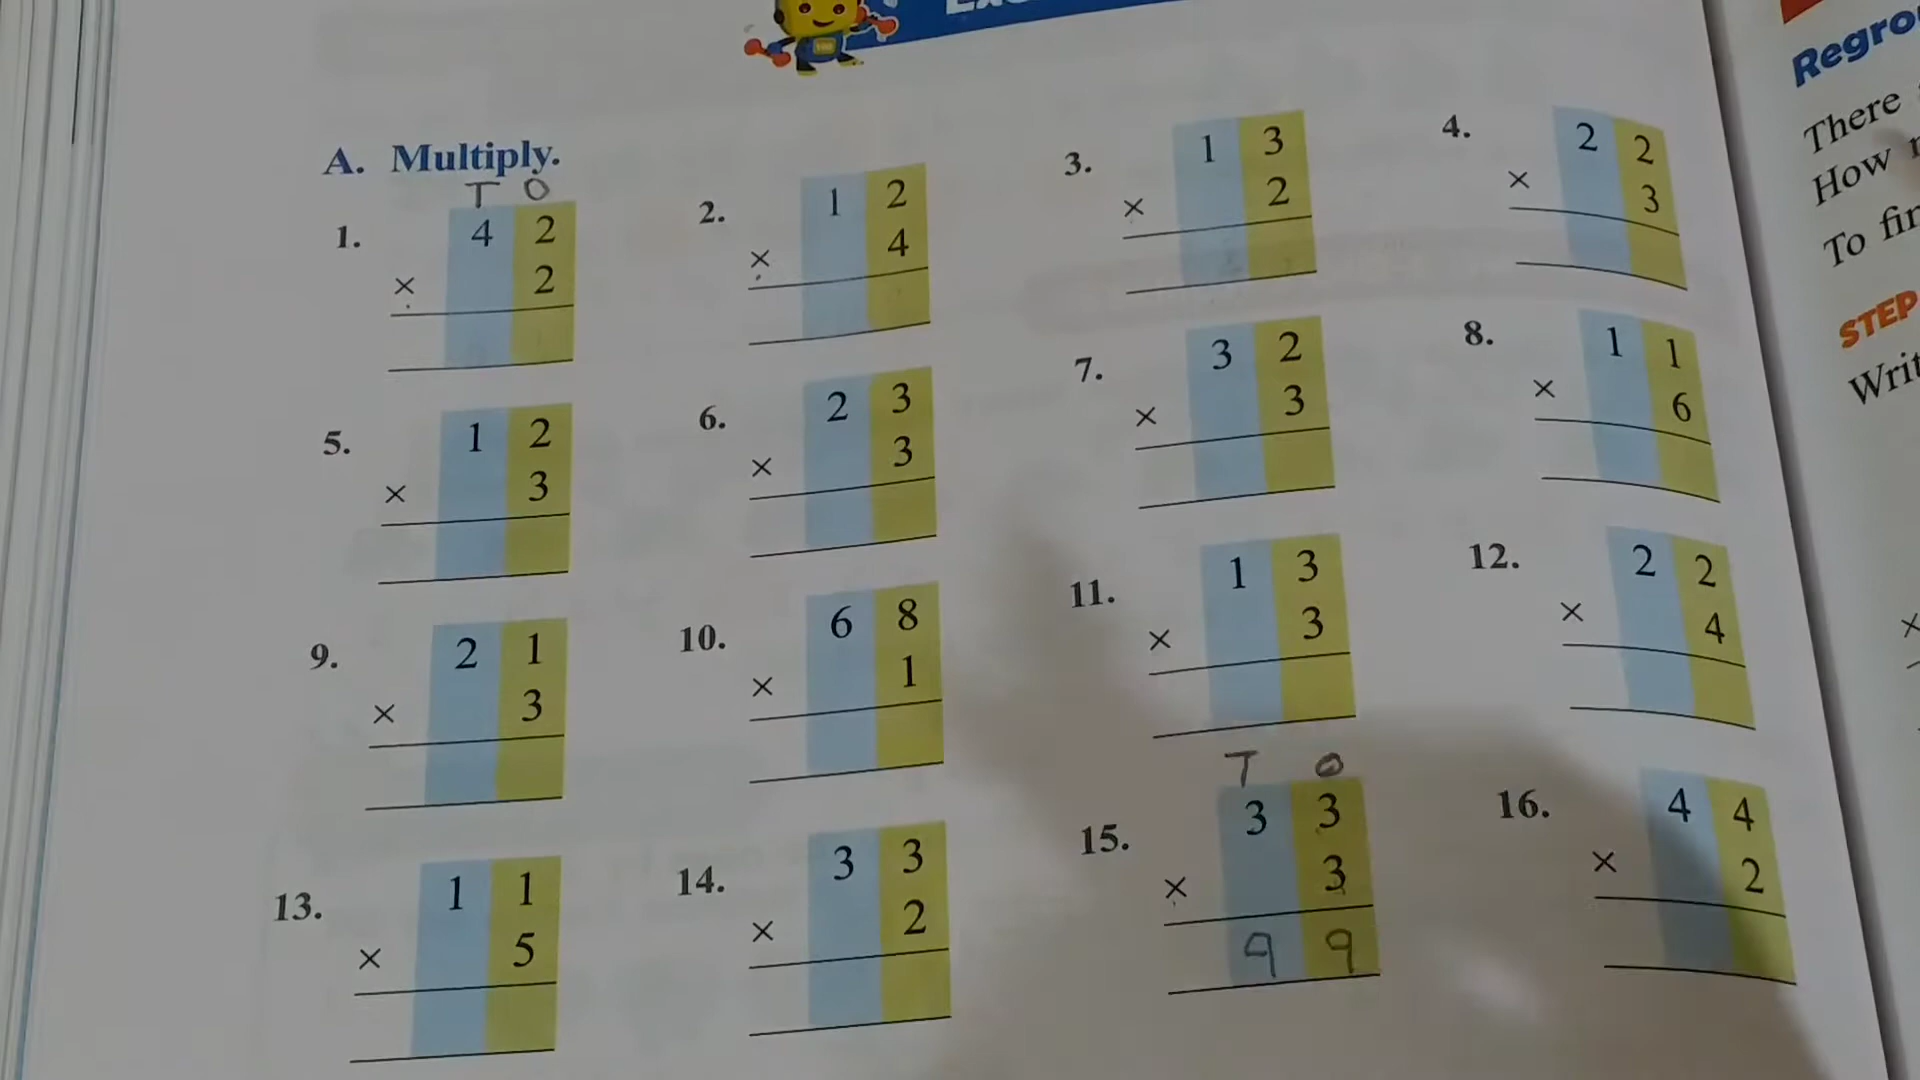 A. Multiply.
T O
1. 4 2
× 2
2. 1 2
× 4
3. 1 3
× 2
4. 2 2
× 3
5. 1 2
× 3
6. 2 3
× 3
7. 3 2
× 3
8. 1 1
× 6
9. 2 1
× 3
10. 6 8
× 1
11. 1 3
× 3
12. 2 2
× 4
13. 1 1
× 5
14. 3 3
× 2
T O
15. 3 3
× 3
9 9
16. 4 4
× 2
There
How
To
STEP